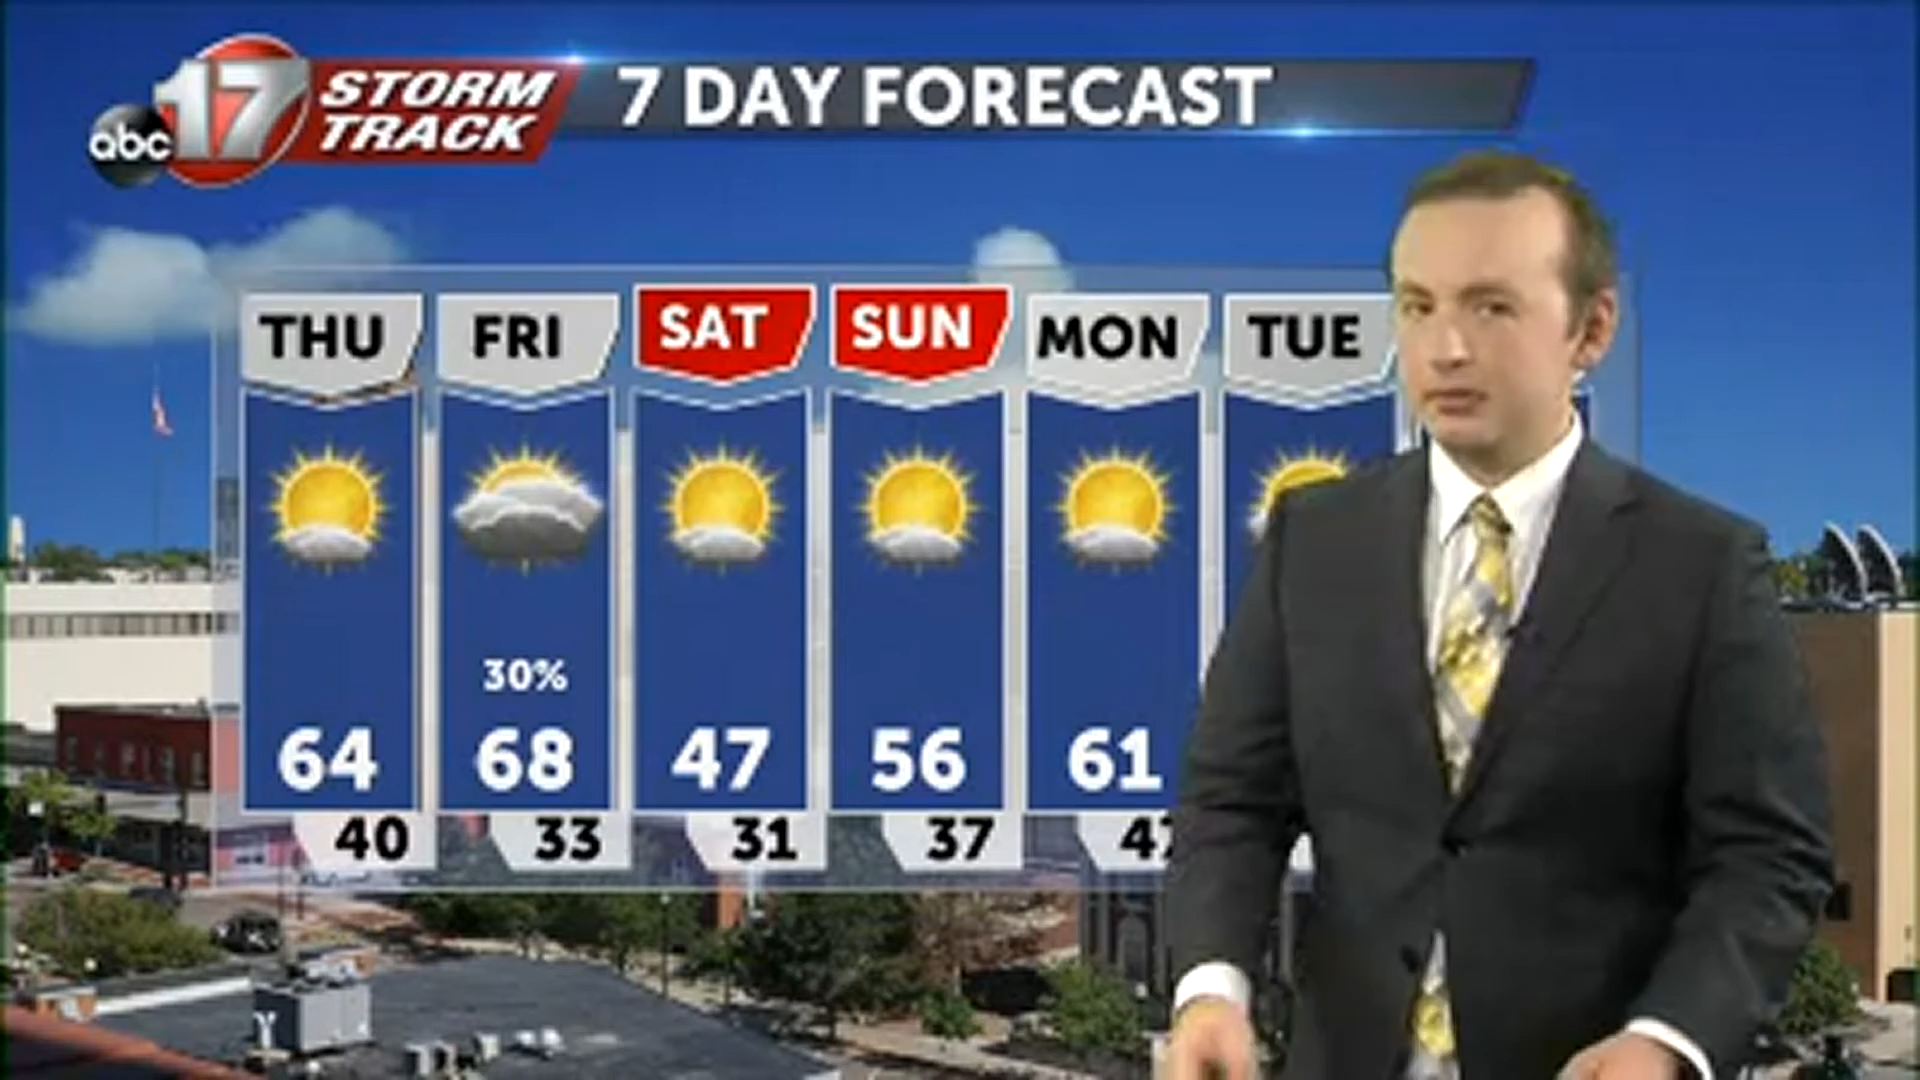 abc 17 STORM TRACK
7 DAY FORECAST
THU FRI SAT SUN MON TUE
30%
64 68 47 56 61
40 33 31 37